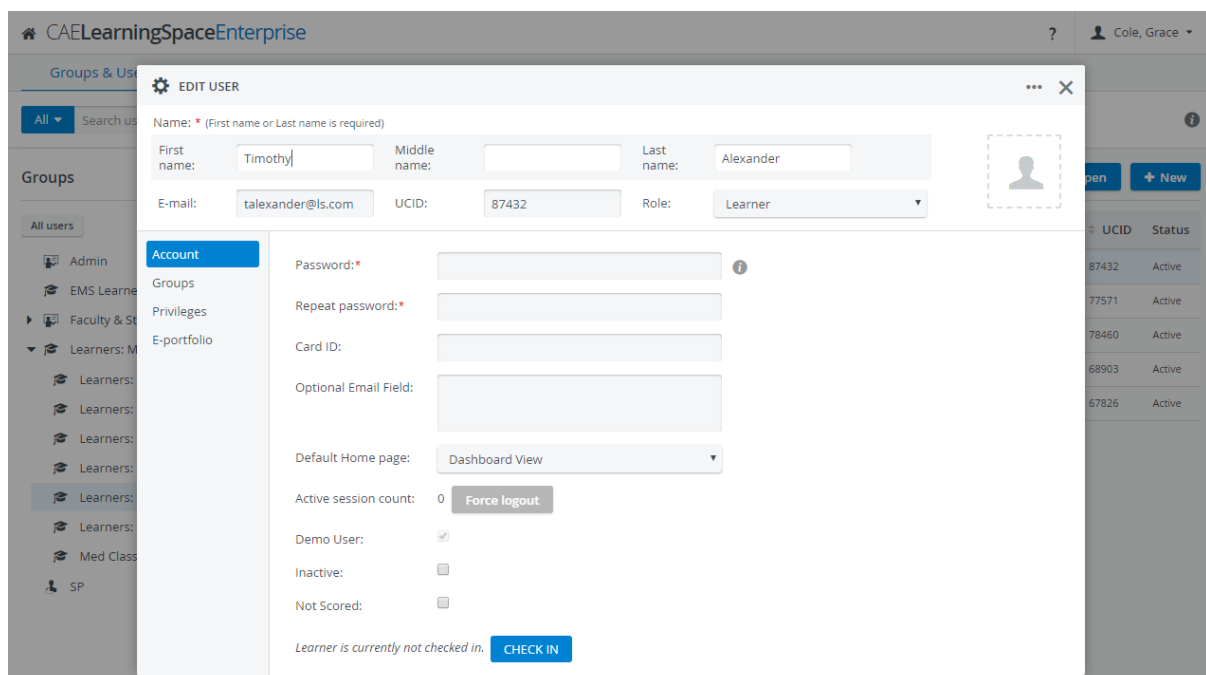 CAELearningSpaceEnterprise ? Cole, Grace
Groups & Use
EDIT USER
All Search us
Name: * (First name or Last name is required)
First name: Timothy Middle name: Last name: Alexander
Groups
pen + New
E-mail: talexander@ls.com UCID: 87432 Role: Learner
All users
UCID Status
Admin
EMS Learne
Faculty & St
Learners: M
Learners:
Learners:
Learners:
Learners:
Learners:
Learners:
Med Class
SP
Account
Groups
Privileges
E-portfolio
Password:*
Repeat password:*
Card ID:
Optional Email Field:
Default Home page: Dashboard View
Active session count: 0 Force logout
Demo User:
Inactive:
Not Scored:
Learner is currently not checked in. CHECK IN
87432 Active
77571 Active
78460 Active
68903 Active
67826 Active